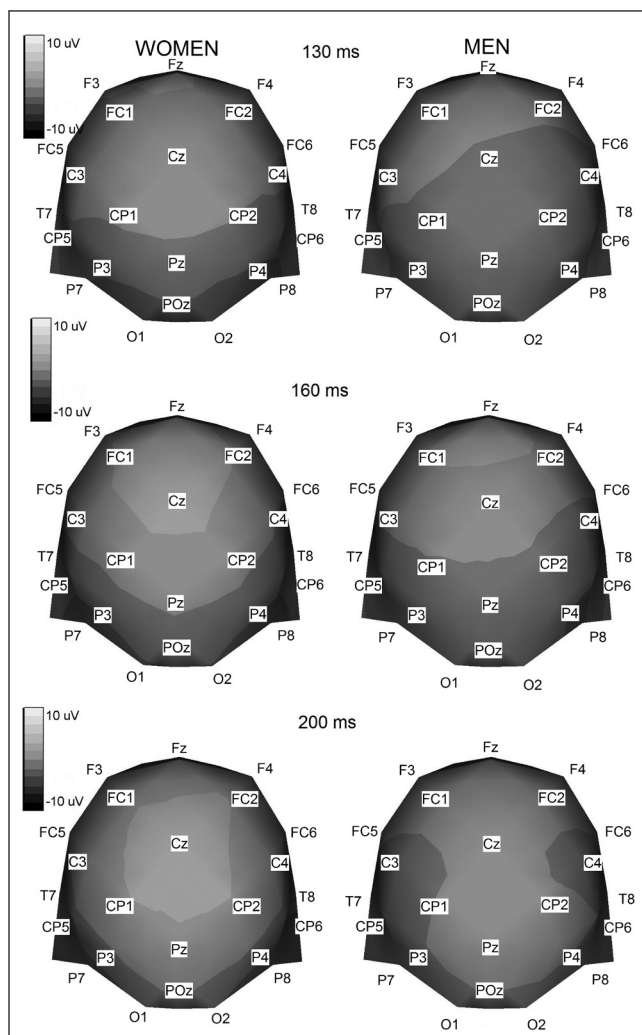 WOMEN 130 ms MEN
10 uV
-10 uV
Fz Fz
F3 F4 F3 F4
FC1 FC2 FC1 FC2
FC5 FC6 FC5 FC6
Cz Cz
C3 C4 C3 C4
T7 CP1 CP2 T8 T7 CP1 CP2 T8
CP5 CP6 CP5 CP6
P3 Pz P4 P3 Pz P4
P7 P8 P7 P8
POz POz
O1 O2 O1 O2
160 ms
10 uV
-10 uV
Fz Fz
F3 F4 F3 F4
FC1 FC2 FC1 FC2
FC5 FC6 FC5 FC6
Cz Cz
C3 C4 C3 C4
T7 CP1 CP2 T8 T7 CP1 CP2 T8
CP5 CP6 CP5 CP6
P3 Pz P4 P3 Pz P4
P7 P8 P7 P8
POz POz
O1 O2 O1 O2
200 ms
10 uV
-10 uV
Fz Fz
F3 F4 F3 F4
FC1 FC2 FC1 FC2
FC5 FC6 FC5 FC6
Cz Cz
C3 C4 C3 C4
T7 CP1 CP2 T8 T7 CP1 CP2 T8
CP5 CP6 CP5 CP6
P3 Pz P4 P3 Pz P4
P7 P8 P7 P8
POz POz
O1 O2 O1 O2